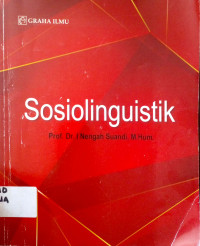 GRAHA ILMU
Sosiolinguistik
Prof. Dr. I Nengah Suandi, M.Hum.